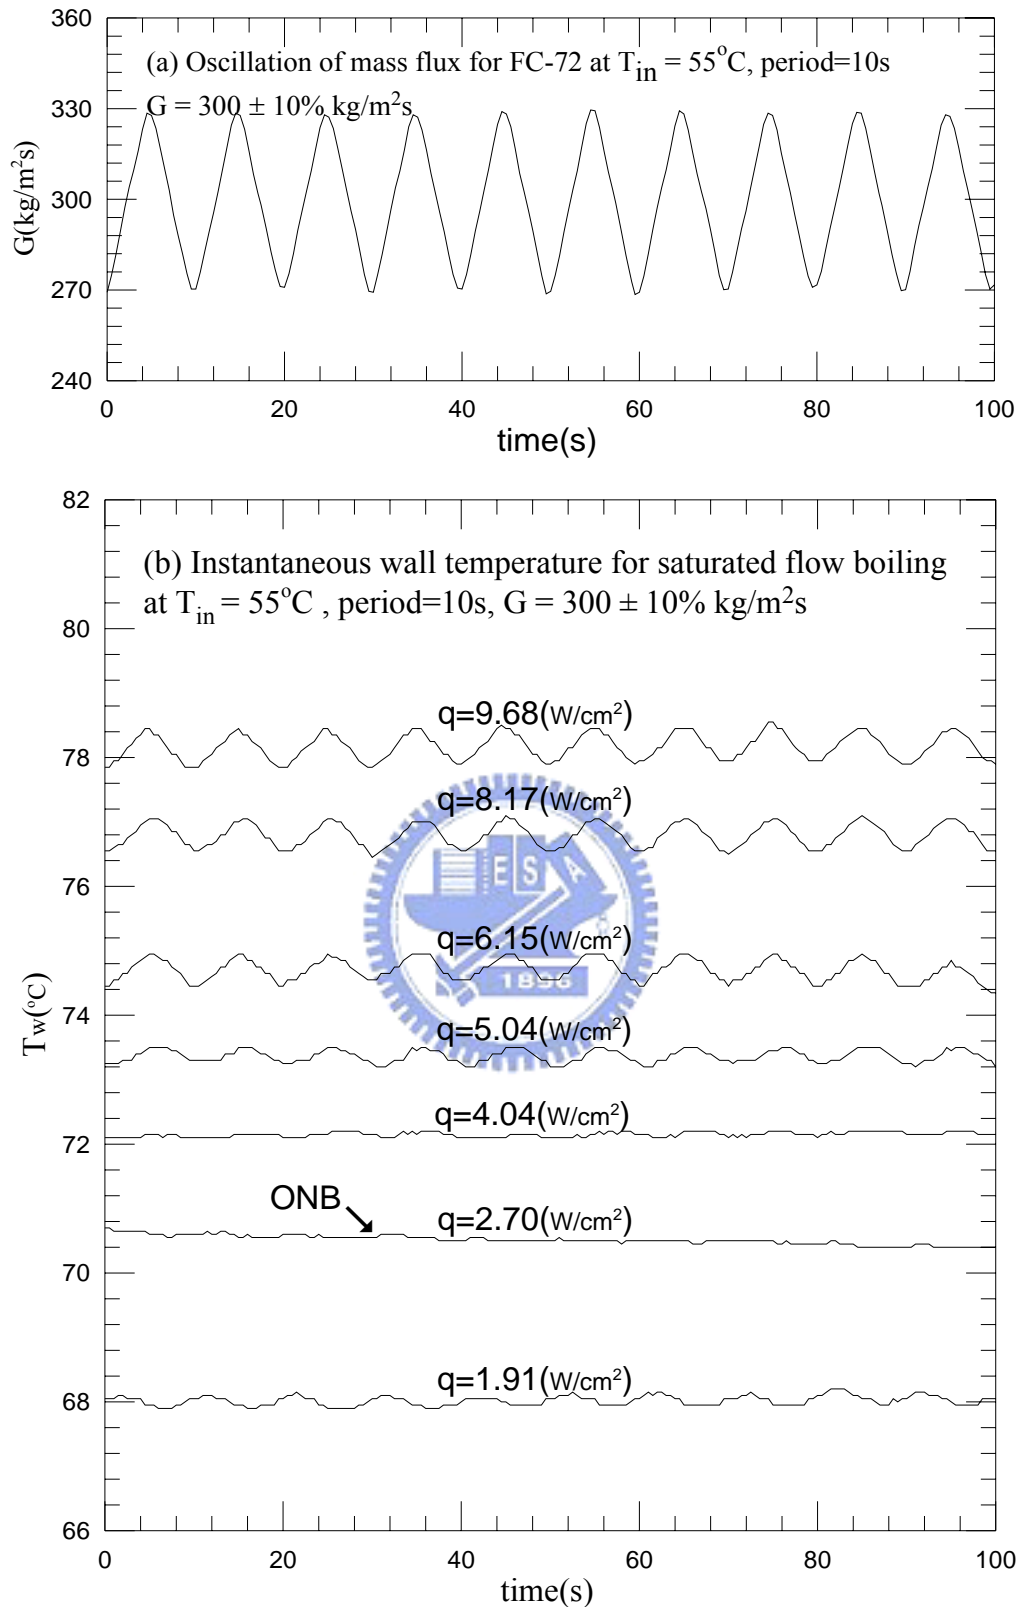 360
(a) Oscillation of mass flux for FC-72 at Tin = 55°C, period=10s
G = 300 ± 10% kg/m²s
330
300
270
240
G(kg/m²s)
0 20 40 60 80 100
time(s)
82
(b) Instantaneous wall temperature for saturated flow boiling
at Tin = 55°C , period=10s, G = 300 ± 10% kg/m²s
80
q=9.68(W/cm²)
78
q=8.17(W/cm²)
76
E S A
q=6.15(W/cm²)
1896
74
q=5.04(W/cm²)
Tw(°C)
q=4.04(W/cm²)
72
ONB
q=2.70(W/cm²)
70
q=1.91(W/cm²)
68
66
0 20 40 60 80 100
time(s)